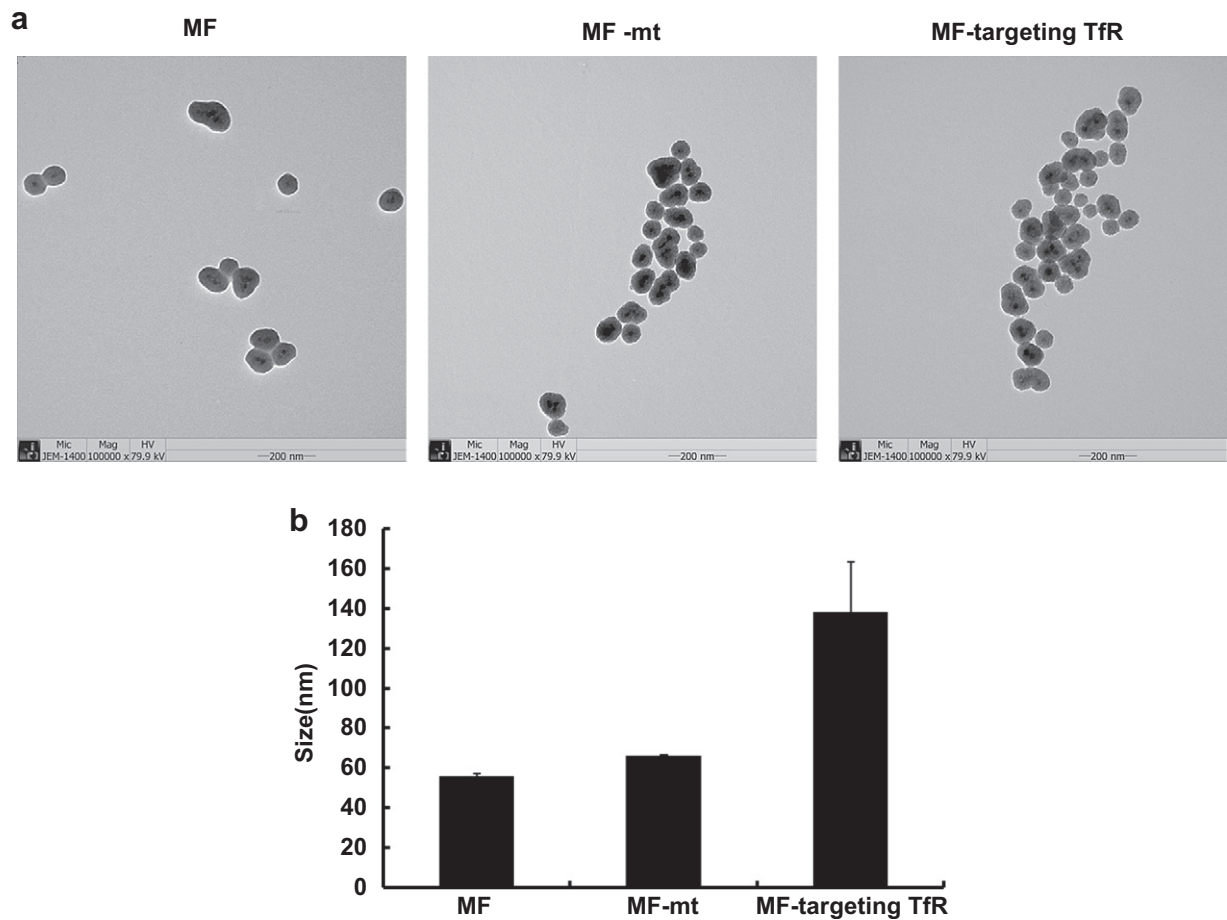 a
MF
MF -mt
MF-targeting TfR
Mic Mag HV
JEM-1400 100000 x 79.9 kV
200 nm
Mic Mag HV
JEM-1400 100000 x 79.9 kV
200 nm
Mic Mag HV
JEM-1400 100000 x 79.9 kV
200 nm
b
180
160
140
120
100
80
60
40
20
0
Size(nm)
MF
MF-mt
MF-targeting TfR